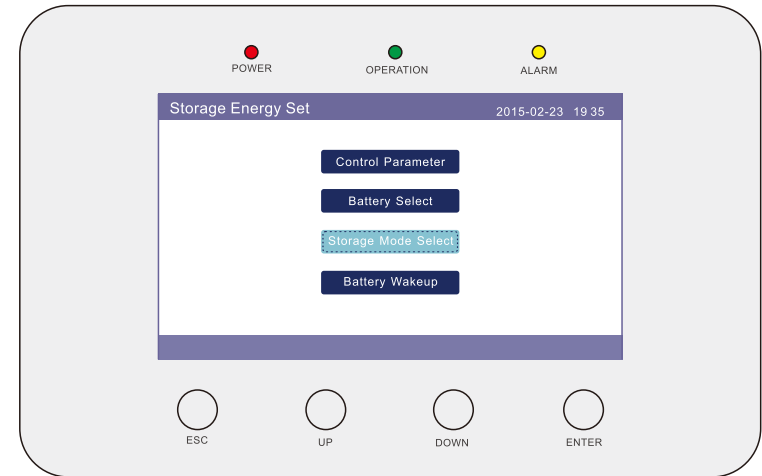 POWER OPERATION ALARM
Storage Energy Set 2015-02-23 19 35
Control Parameter
Battery Select
Storage Mode Select
Battery Wakeup
ESC UP DOWN ENTER